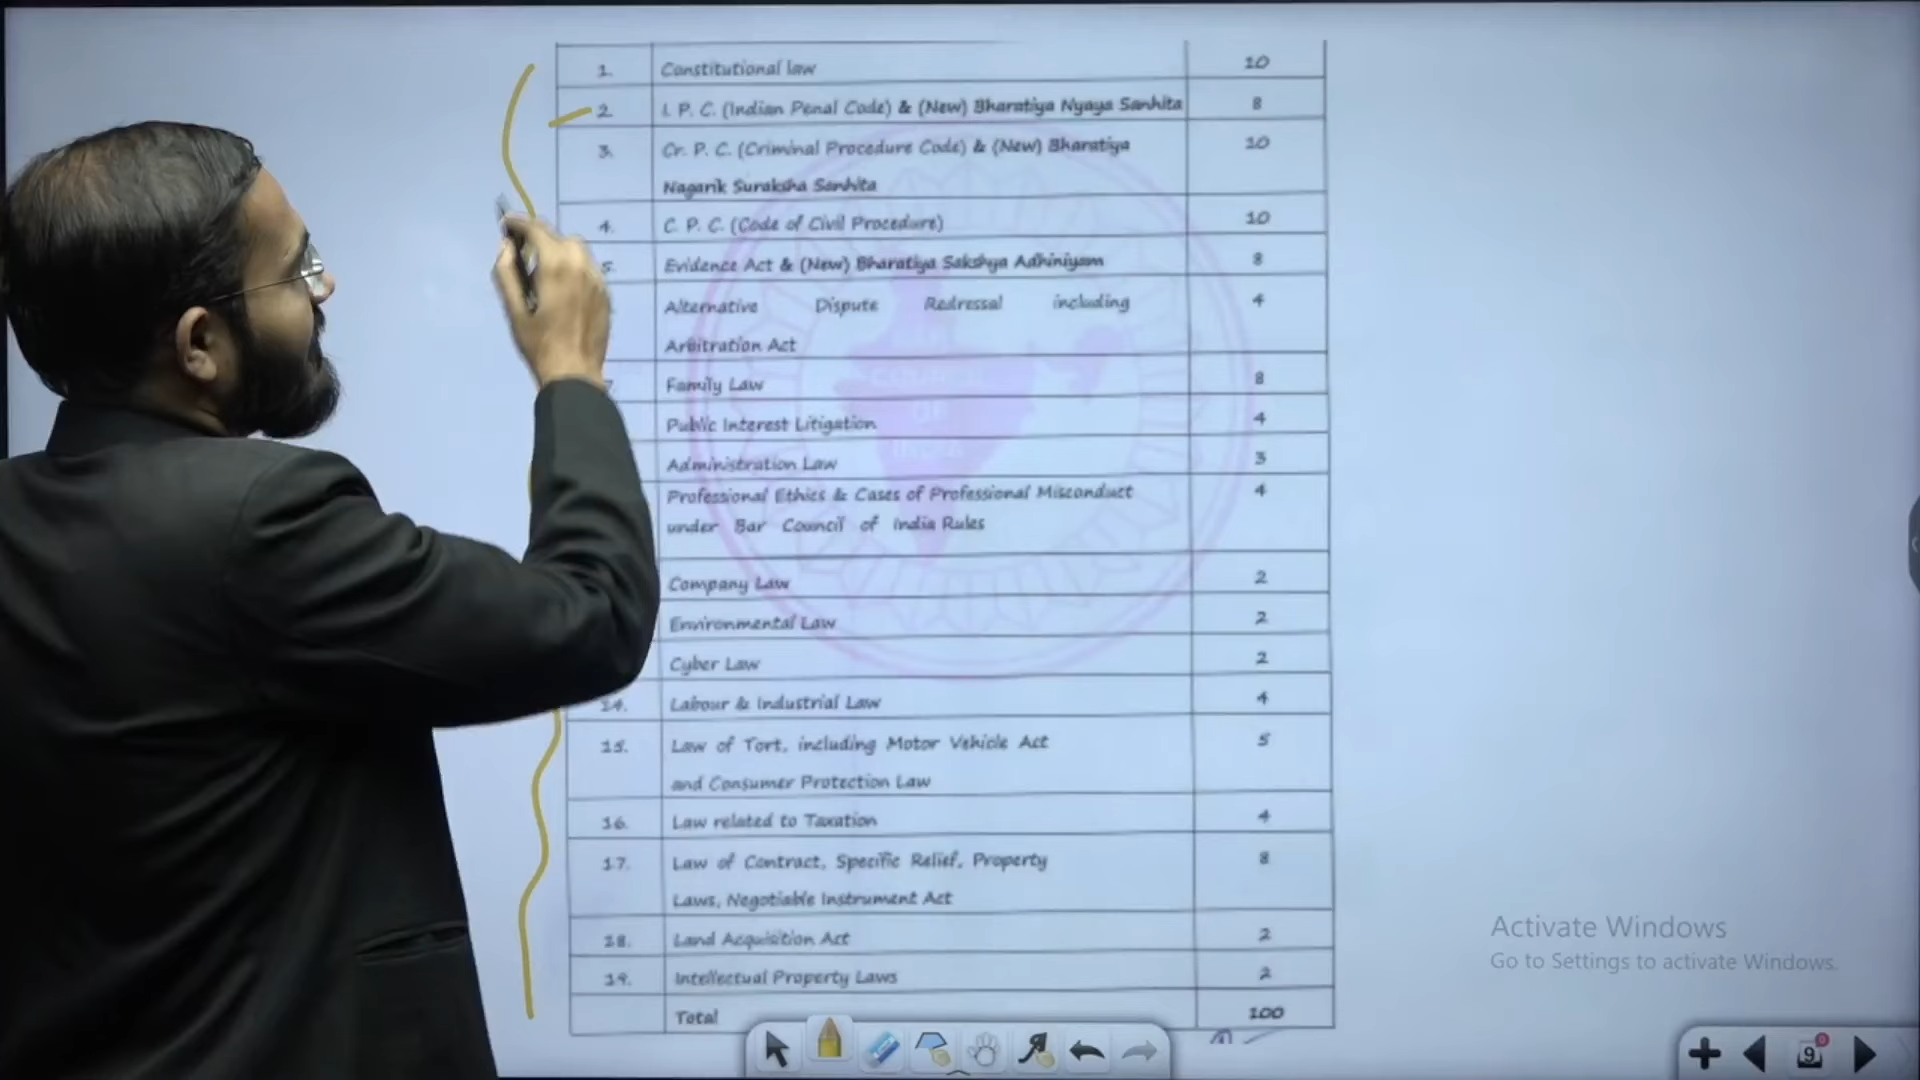 1. Constitutional law 10
2. I. P. C. (Indian Penal Code) & (New) Bharatiya Nyaya Sanhita 8
3. Cr. P. C. (Criminal Procedure Code) & (New) Bharatiya 10
Nagarik Suraksha Sanhita
4. C. P. C. (Code of Civil Procedure) 10
5. Evidence Act & (New) Bharatiya Sakshya Adhiniyam 8
Alternative Dispute Redressal including 4
Arbitration Act
7. Family Law 8
Public Interest Litigation 4
Administration Law 3
Professional Ethics & Cases of Professional Misconduct 4
under Bar Council of India Rules
Company Law 2
Environmental Law 2
Cyber Law 2
14. Labour & Industrial Law 4
15. Law of Tort, including Motor Vehicle Act 5
and Consumer Protection Law
16. Law related to Taxation 4
17. Law of Contract, Specific Relief, Property 8
Laws, Negotiable Instrument Act
18. Land Acquisition Act 2
19. Intellectual Property Laws 2
Total 100
Activate Windows
Go to Settings to activate Windows.
9